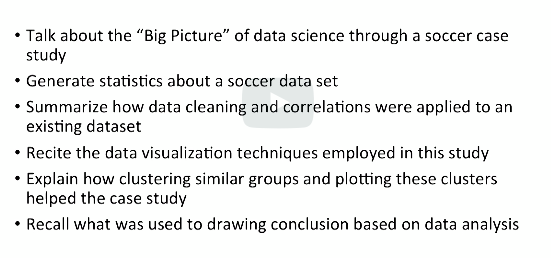 • Talk about the “Big Picture” of data science through a soccer case
study
• Generate statistics about a soccer data set
• Summarize how data cleaning and correlations were applied to an
existing dataset
• Recite the data visualization techniques employed in this study
• Explain how clustering similar groups and plotting these clusters
helped the case study
• Recall what was used to drawing conclusion based on data analysis